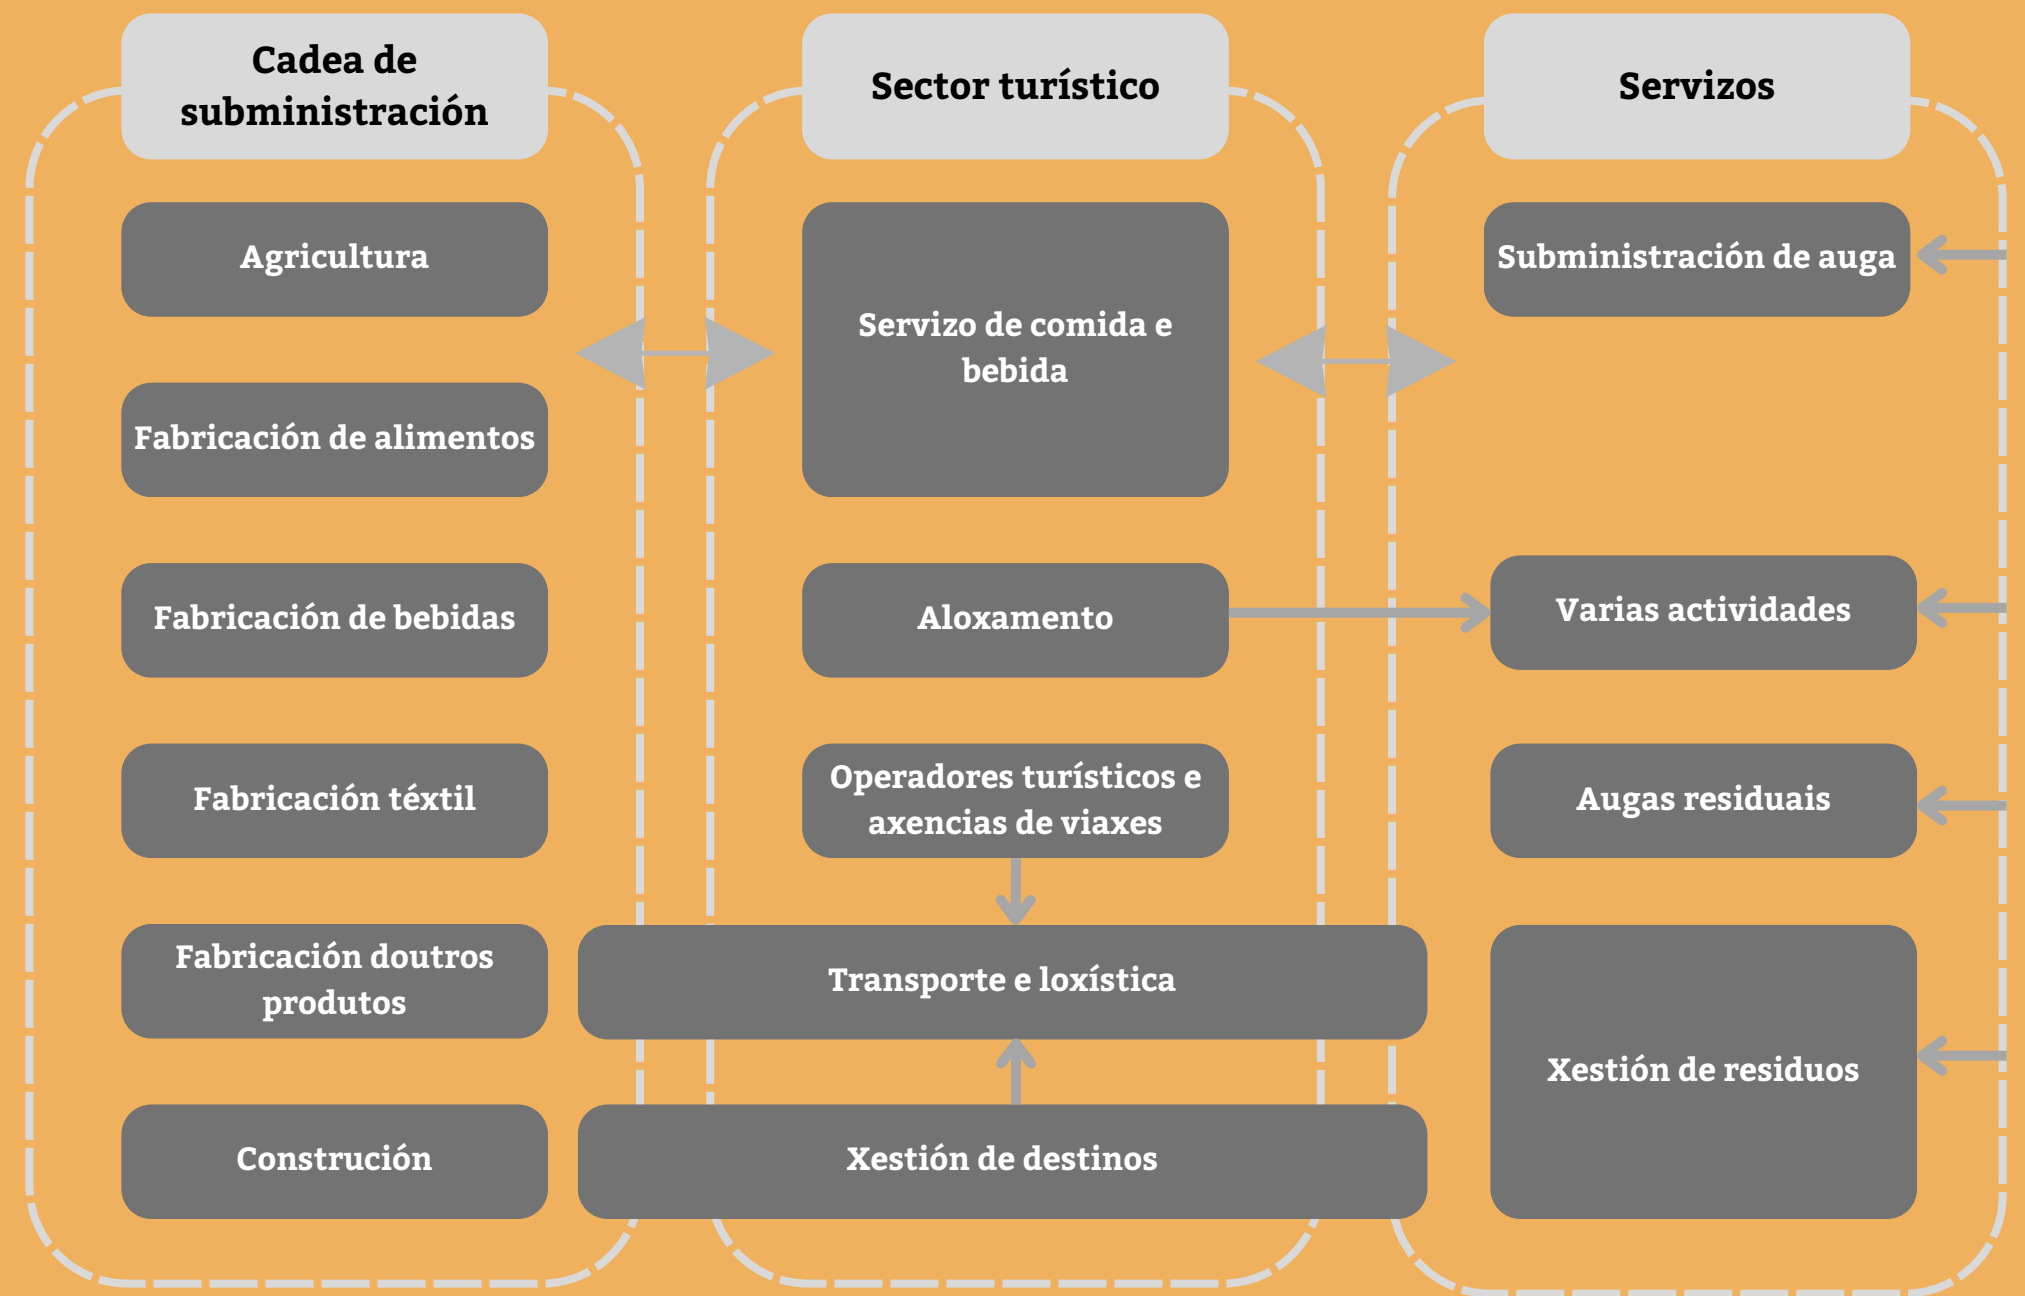 Cadea de
subministración
Agricultura
Fabricación de alimentos
Fabricación de bebidas
Fabricación téxtil
Fabricación doutros
produtos
Construción
Sector turístico
Servizo de comida e
bebida
Aloxamento
Operadores turísticos e
axencias de viaxes
Transporte e loxística
Xestión de destinos
Servizos
Subministración de auga
Varias actividades
Augas residuais
Xestión de residuos